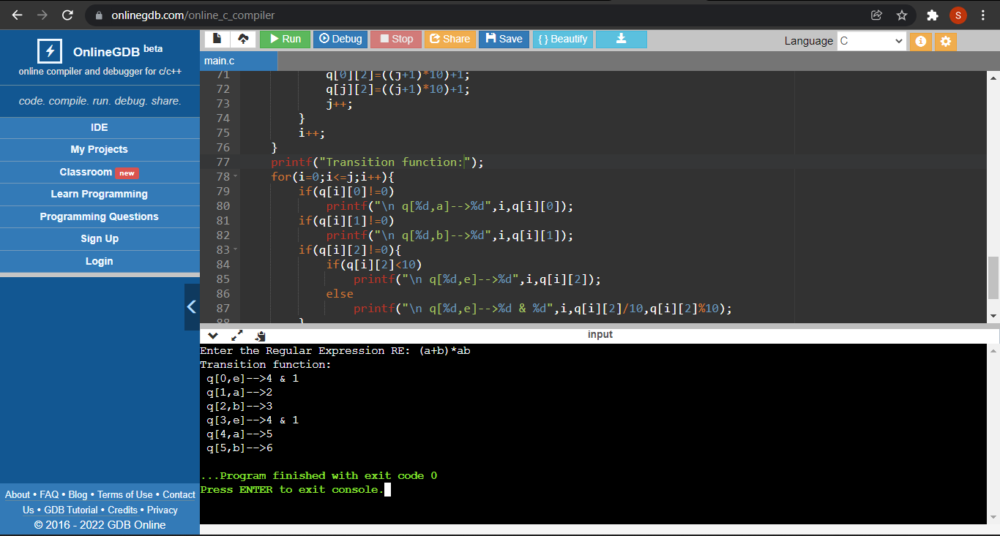 onlinegdb.com/online_c_compiler
S
OnlineGDB beta
online compiler and debugger for c/c++
code. compile. run. debug. share.
IDE
My Projects
Classroom new
Learn Programming
Programming Questions
Sign Up
Login
About • FAQ • Blog • Terms of Use • Contact
Us • GDB Tutorial • Credits • Privacy
© 2016 - 2022 GDB Online
Run Debug Stop Share Save { } Beautify
Language C
main.c
71 q[0][2]=((j+1)*10)+1;
72 q[j][2]=((j+1)*10)+1;
73 j++;
74 }
75 i++;
76 }
77 printf("Transition function:");
78 for(i=0;i<=j;i++){
79 if(q[i][0]!=0)
80 printf("\n q[%d,a]-->%d",i,q[i][0]);
81 if(q[i][1]!=0)
82 printf("\n q[%d,b]-->%d",i,q[i][1]);
83 if(q[i][2]!=0){
84 if(q[i][2]<10)
85 printf("\n q[%d,e]-->%d",i,q[i][2]);
86 else
87 printf("\n q[%d,e]-->%d & %d",i,q[i][2]/10,q[i][2]%10);
88 }
input
Enter the Regular Expression RE: (a+b)*ab
Transition function:
q[0,e]-->4 & 1
q[1,a]-->2
q[2,b]-->3
q[3,e]-->4 & 1
q[4,a]-->5
q[5,b]-->6
...Program finished with exit code 0
Press ENTER to exit console.